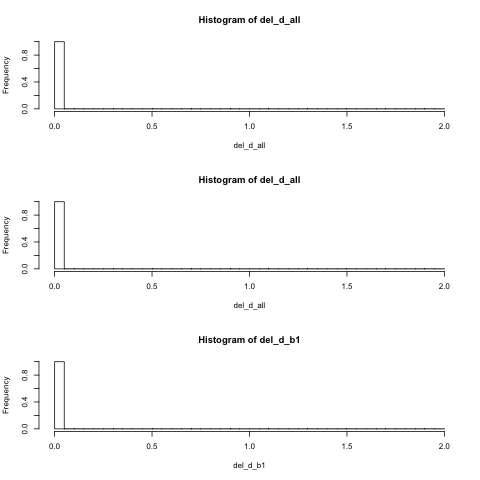 Histogram of del_d_all
Frequency
0.0 0.4 0.8
0.0 0.5 1.0 1.5 2.0
del_d_all
Histogram of del_d_all
Frequency
0.0 0.4 0.8
0.0 0.5 1.0 1.5 2.0
del_d_all
Histogram of del_d_b1
Frequency
0.0 0.4 0.8
0.0 0.5 1.0 1.5 2.0
del_d_b1